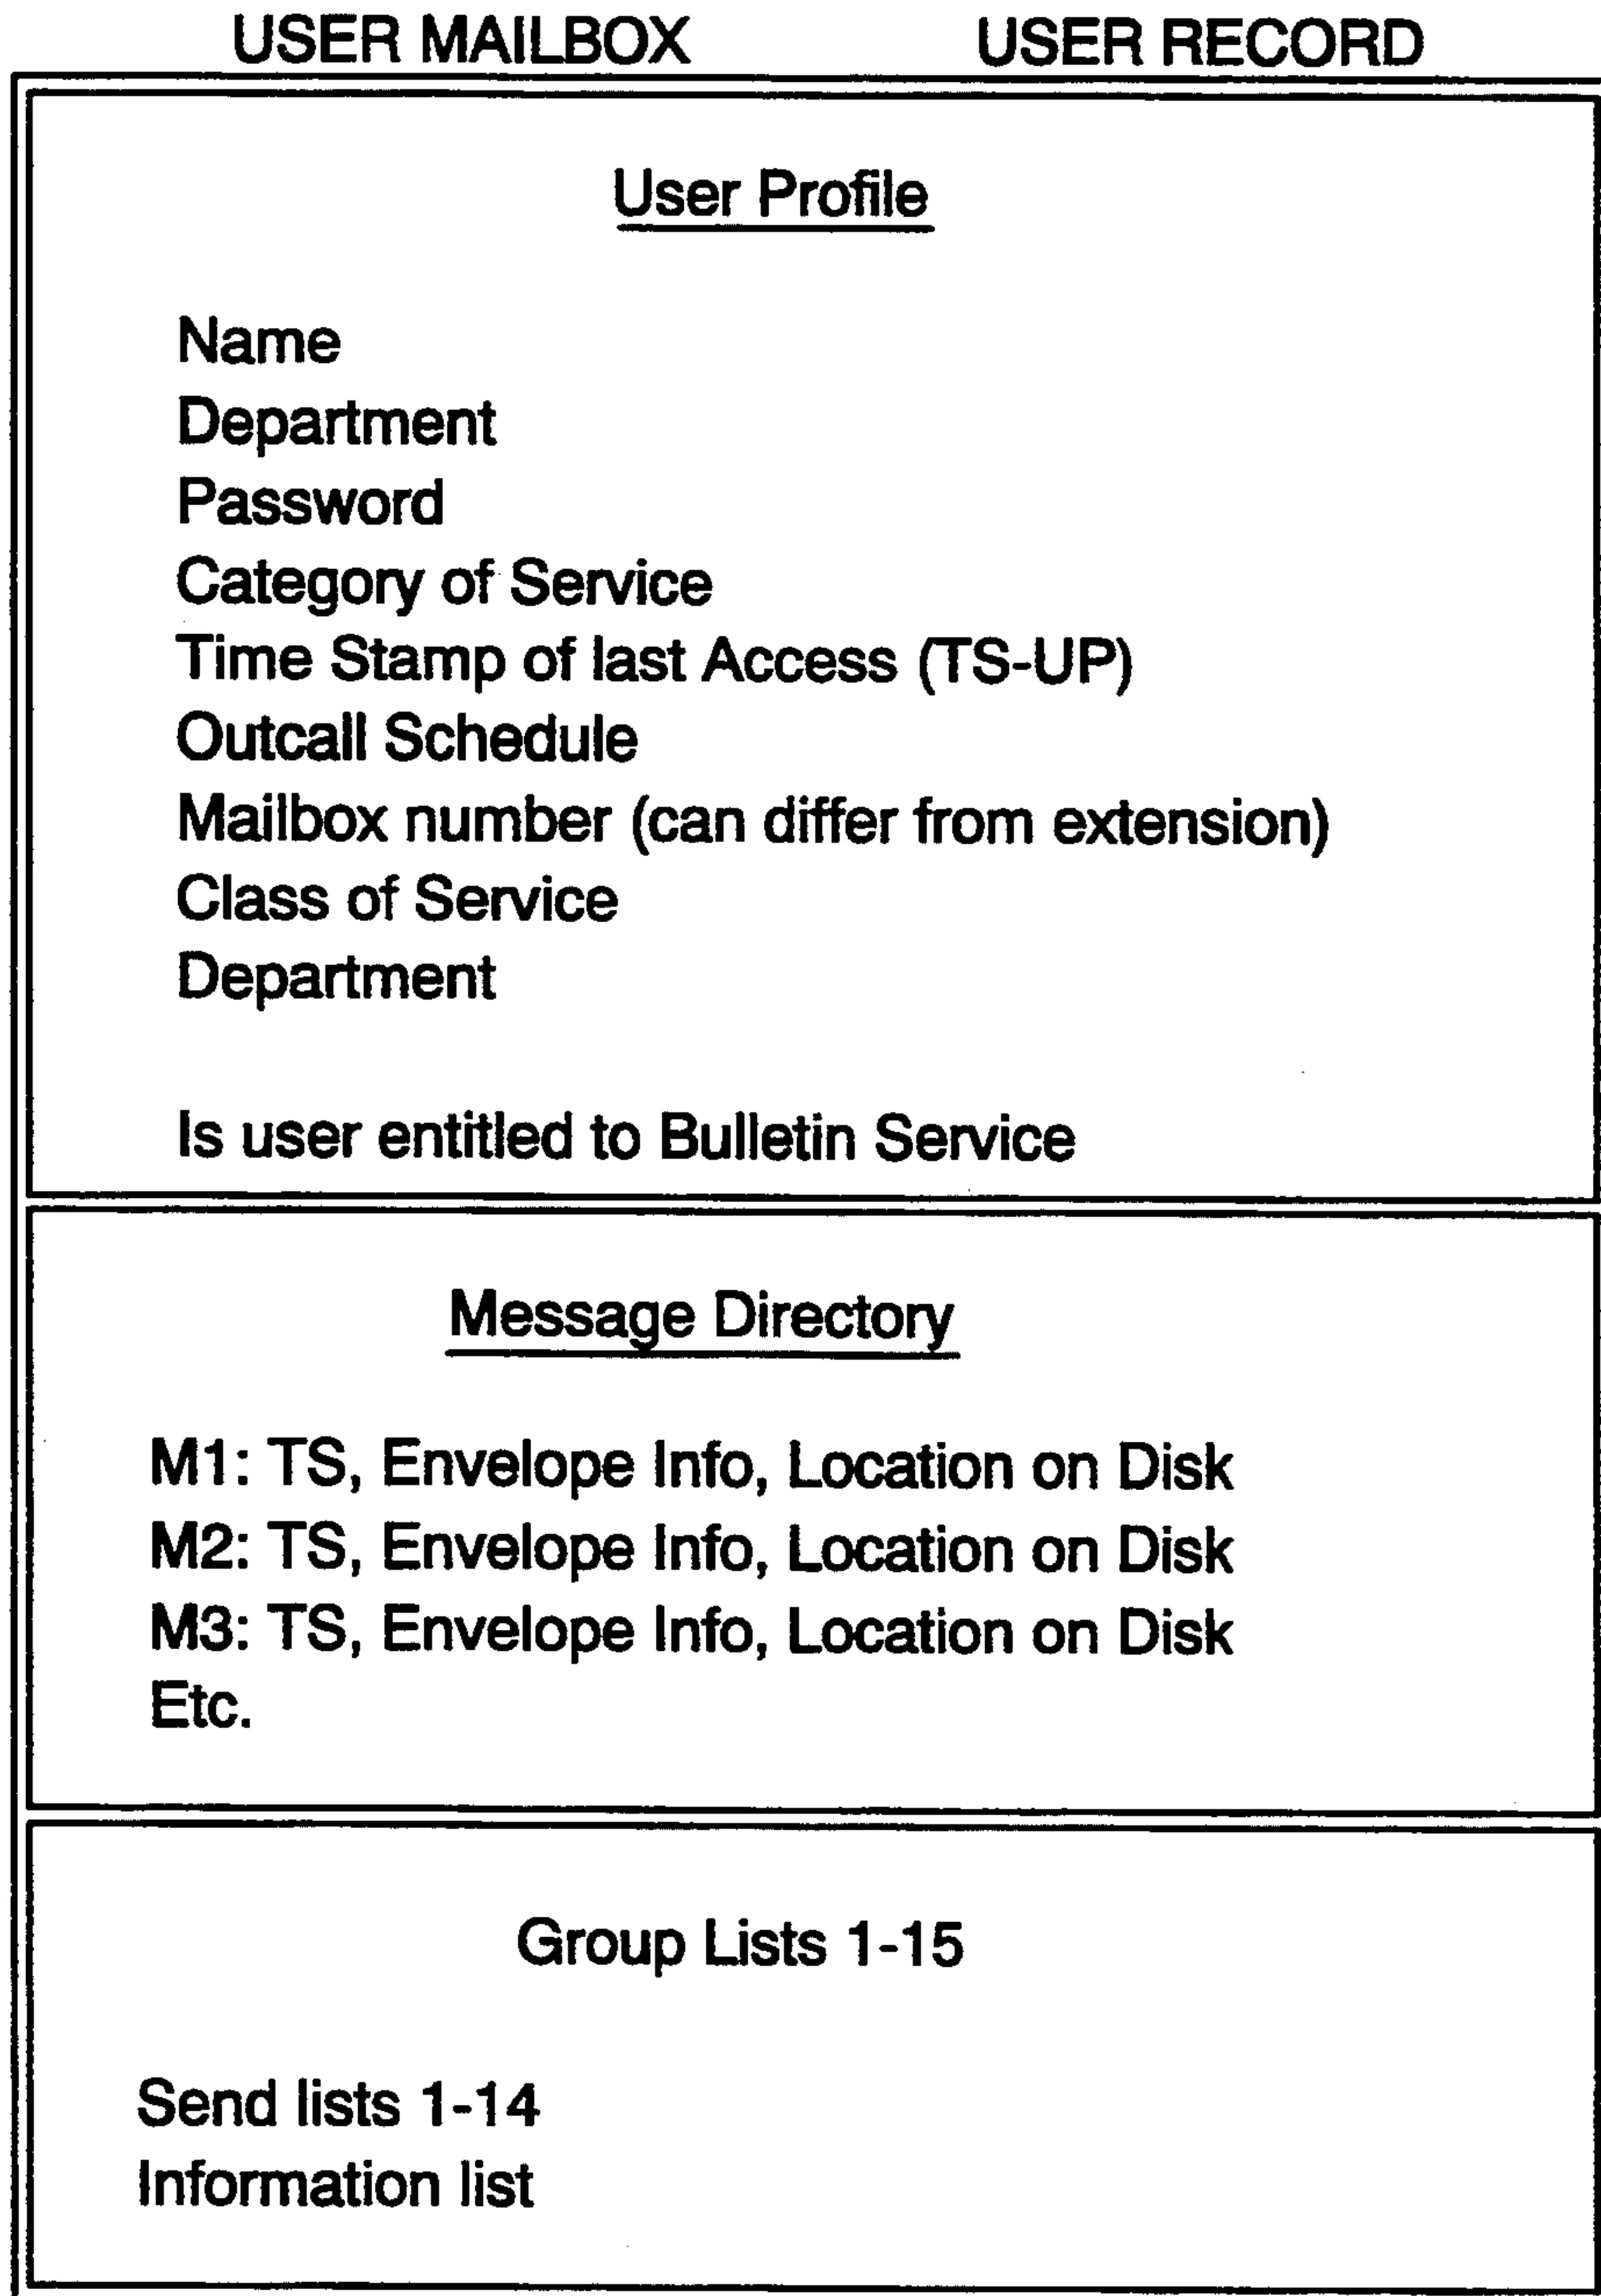 USER MAILBOX USER RECORD
User Profile
Name
Department
Password
Category of Service
Time Stamp of last Access (TS-UP)
Outcall Schedule
Mailbox number (can differ from extension)
Class of Service
Department
Is user entitled to Bulletin Service
Message Directory
M1: TS, Envelope Info, Location on Disk
M2: TS, Envelope Info, Location on Disk
M3: TS, Envelope Info, Location on Disk
Etc.
Group Lists 1-15
Send lists 1-14
Information list